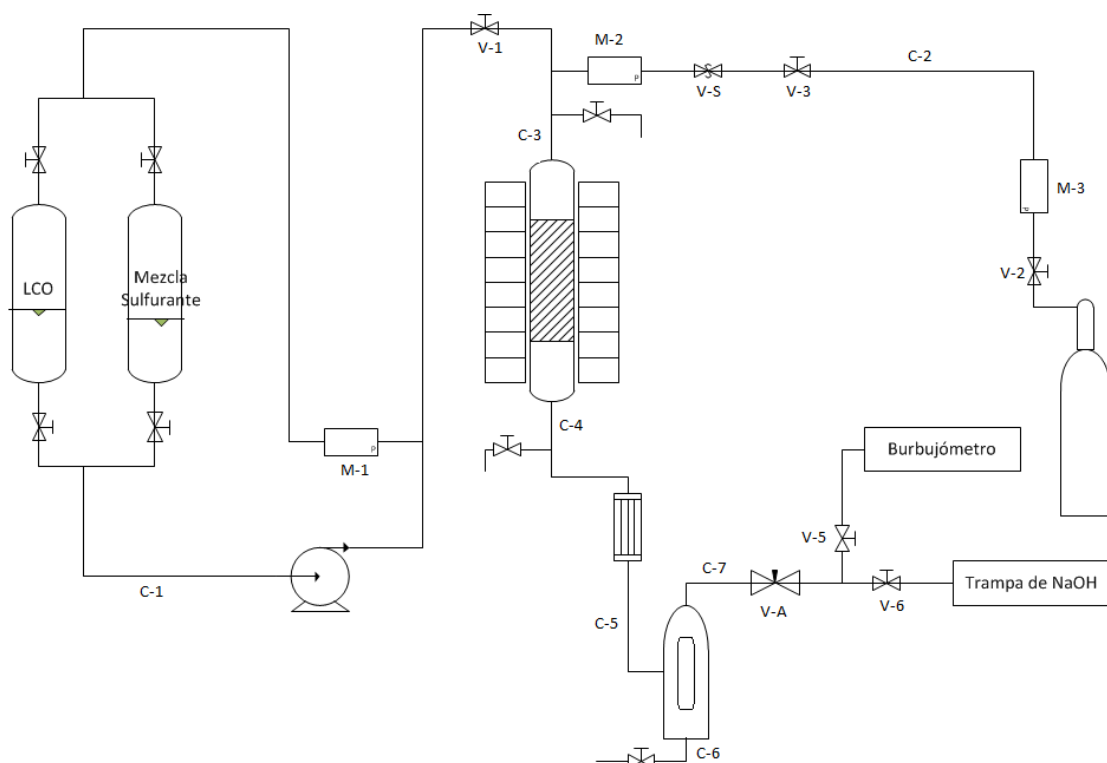 V-1
M-2
P
V-S
V-3
C-2
C-3
M-3
P
LCO
Mezcla
Sulfurante
V-2
C-4
P
M-1
Burbujómetro
V-5
C-1
C-7
V-A
V-6
Trampa de NaOH
C-5
C-6